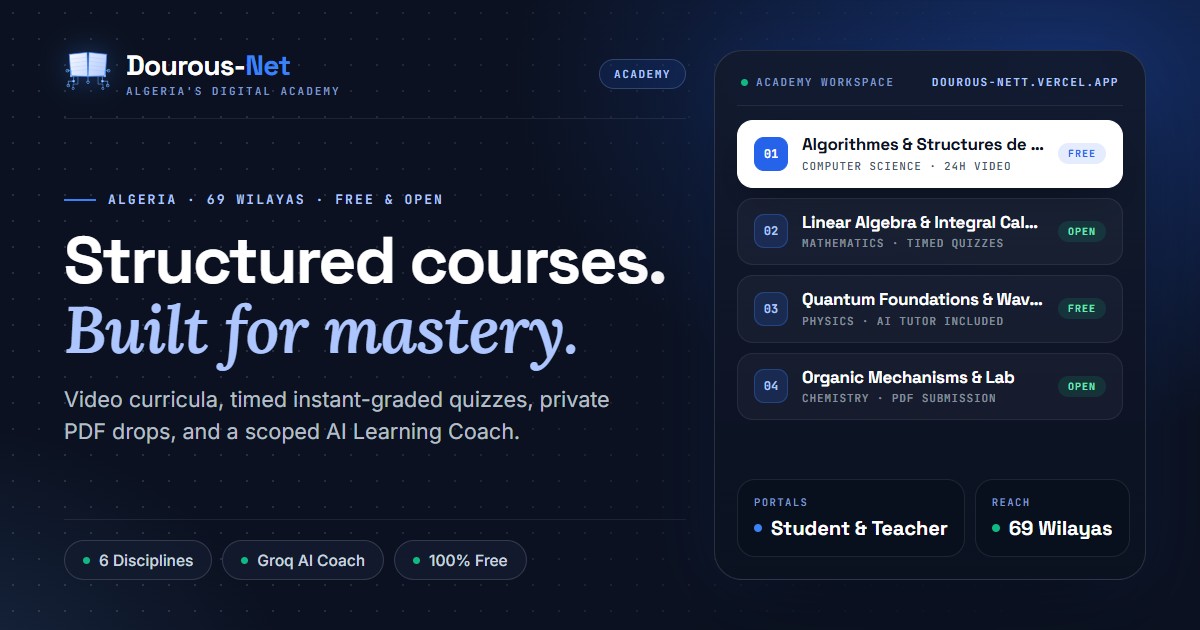 Dourous-Net
ALGERIA'S DIGITAL ACADEMY
ACADEMY
ALGERIA · 69 WILAYAS · FREE & OPEN
Structured courses.
Built for mastery.
Video curricula, timed instant-graded quizzes, private
PDF drops, and a scoped AI Learning Coach.
6 Disciplines
Groq AI Coach
100% Free
ACADEMY WORKSPACE
DOUROUS-NETT.VERCEL.APP
01
Algorithmes & Structures de ...
COMPUTER SCIENCE · 24H VIDEO
FREE
02
Linear Algebra & Integral Cal...
MATHEMATICS · TIMED QUIZZES
OPEN
03
Quantum Foundations & Wav...
PHYSICS · AI TUTOR INCLUDED
FREE
04
Organic Mechanisms & Lab
CHEMISTRY · PDF SUBMISSION
OPEN
PORTALS
Student & Teacher
REACH
69 Wilayas